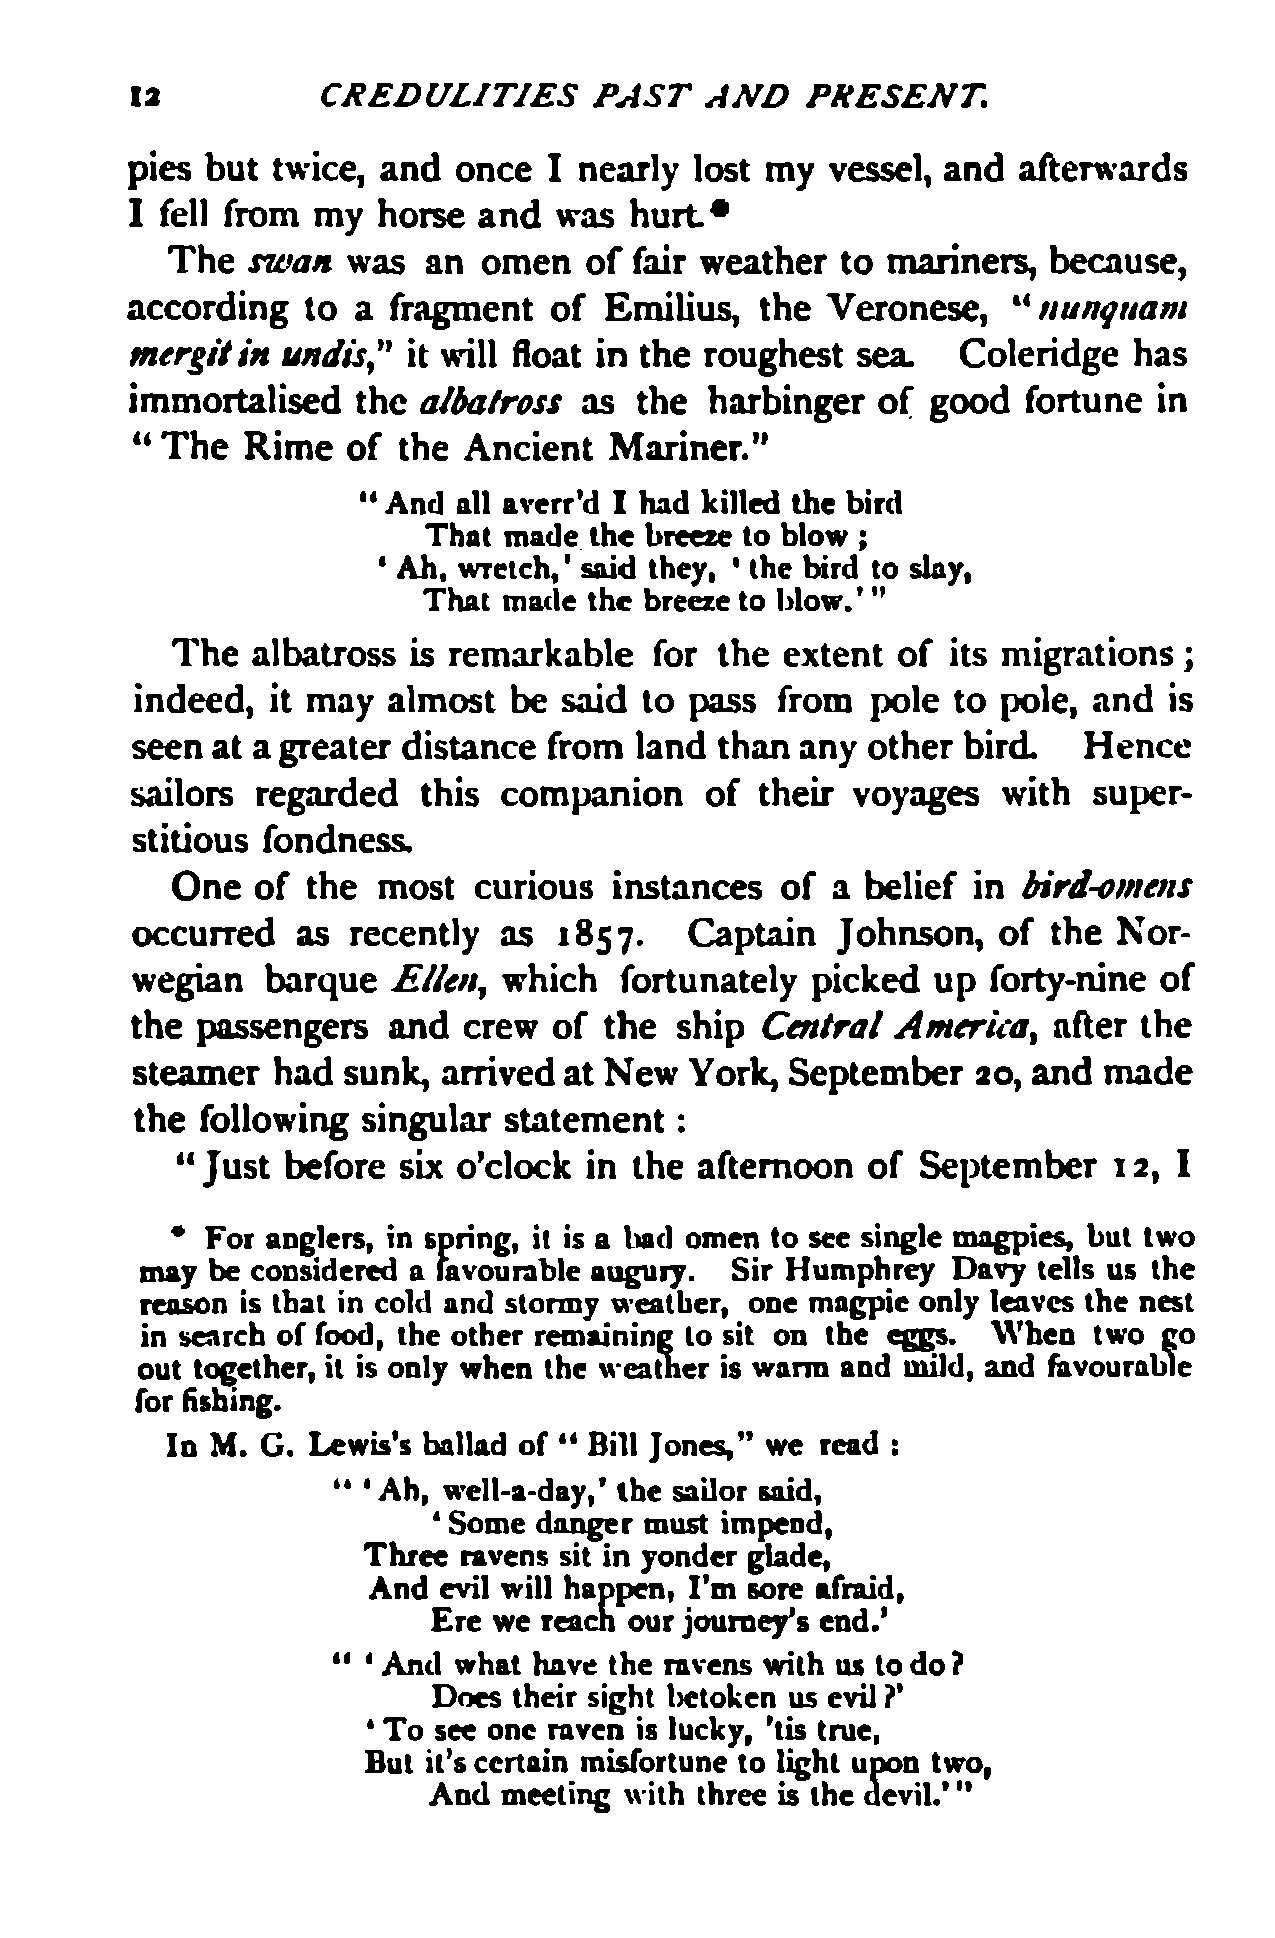 12 CREDULITIES PAST AND PRESENT.
pies but twice, and once I nearly lost my vessel, and afterwards
I fell from my horse and was hurt.*
The swan was an omen of fair weather to mariners, because,
according to a fragment of Emilius, the Veronese, "nunquam
mergit in undis," it will float in the roughest sea. Coleridge has
immortalised the albatross as the harbinger of good fortune in
"The Rime of the Ancient Mariner."
"And all averr'd I had killed the bird
That made the breeze to blow;
'Ah, wretch,' said they, 'the bird to slay,
That made the breeze to blow.'"
The albatross is remarkable for the extent of its migrations;
indeed, it may almost be said to pass from pole to pole, and is
seen at a greater distance from land than any other bird. Hence
sailors regarded this companion of their voyages with super-
stitious fondness.
One of the most curious instances of a belief in bird-omens
occurred as recently as 1857. Captain Johnson, of the Nor-
wegian barque Ellen, which fortunately picked up forty-nine of
the passengers and crew of the ship Central America, after the
steamer had sunk, arrived at New York, September 20, and made
the following singular statement:
"Just before six o'clock in the afternoon of September 12, I
* For anglers, in spring, it is a bad omen to see single magpies, but two
may be considered a favourable augury. Sir Humphrey Davy tells us the
reason is that in cold and stormy weather, one magpie only leaves the nest
in search of food, the other remaining to sit on the eggs. When two go
out together, it is only when the weather is warm and mild, and favourable
for fishing.
In M. G. Lewis's ballad of "Bill Jones," we read:
"'Ah, well-a-day,' the sailor said,
'Some danger must impend,
Three ravens sit in yonder glade,
And evil will happen, I'm sore afraid,
Ere we reach our journey's end.'
"'And what have the ravens with us to do?
Does their sight betoken us evil?'
'To see one raven is lucky, 'tis true,
But it's certain misfortune to light upon two,
And meeting with three is the devil.'"